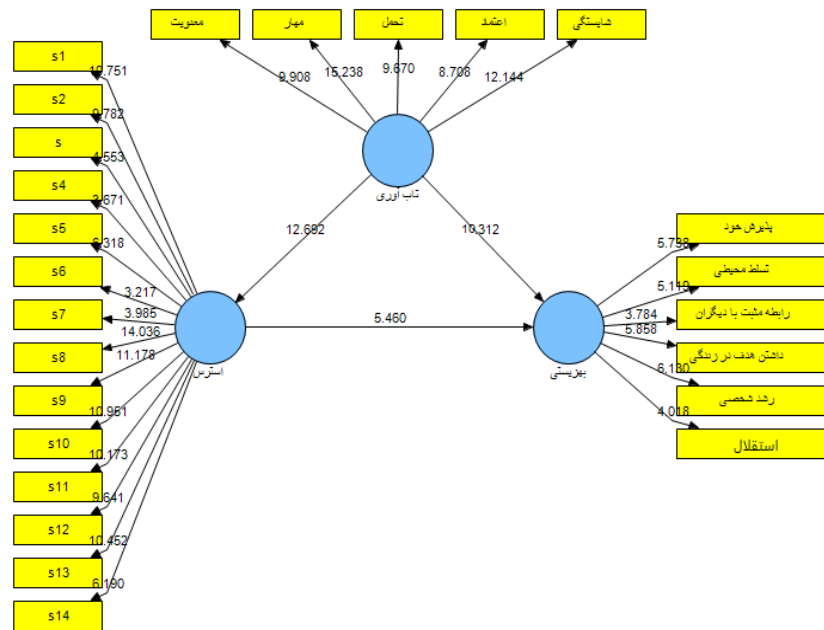 معنویت
مهار
تحمل
اعتماد
شایستگی
9.908
15.238
9.670
8.708
12.144
تاب آوری
12.692
10.312
5.460
s1
s2
9.782
s
4.553
s4
3.671
s5
6.318
s6
3.217
s7
3.985
s8
14.036
s9
11.178
s10
10.951
s11
10.173
s12
9.641
s13
10.452
s14
6.190
استرس
بهزیستی
5.738
پذیرش خود
5.119
تسلط محیطی
3.784
رابطه مثبت با دیگران
5.858
داشتن هدف در زندگی
6.130
رشد شخصی
4.018
استقلال